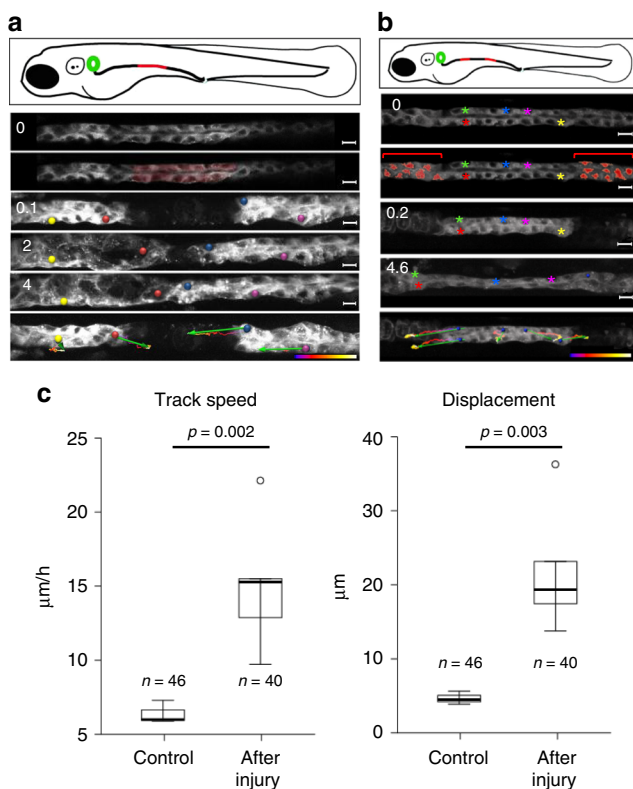 a
0
0.1
2
4
b
0
0.2
4.6
c
Track speed
p = 0.002
25
20
15
10
5
μm/h
n = 46
n = 40
Control
After injury
Displacement
p = 0.003
40
30
20
10
0
μm
n = 46
n = 40
Control
After injury